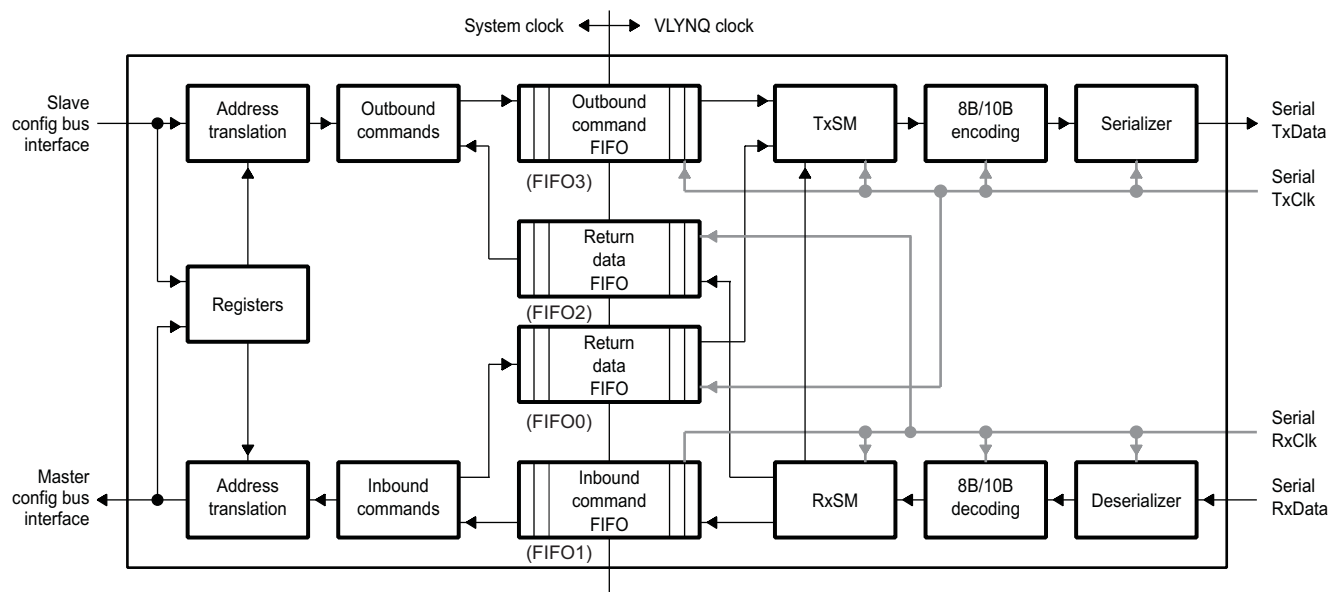 System clock
VLYNQ clock
Slave
config bus
interface
Address
translation
Outbound
commands
Outbound
command
FIFO
(FIFO3)
TxSM
8B/10B
encoding
Serializer
Serial
TxData
Serial
TxClk
Registers
Return
data
FIFO
(FIFO2)
Return
data
FIFO
(FIFO0)
Serial
RxClk
Master
config bus
interface
Address
translation
Inbound
commands
Inbound
command
FIFO
(FIFO1)
RxSM
8B/10B
decoding
Deserializer
Serial
RxData